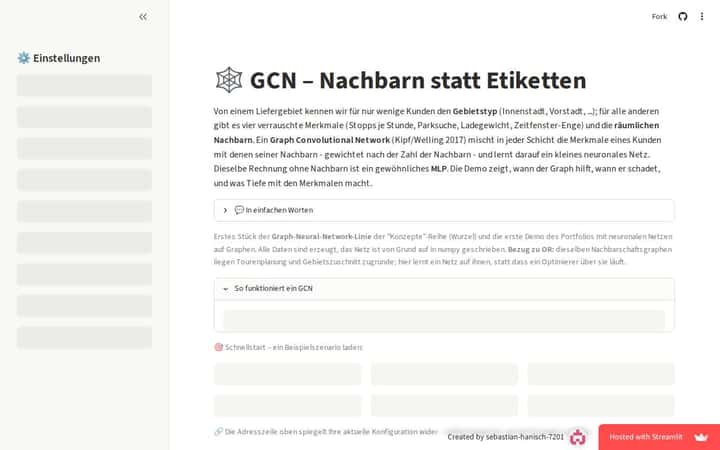 Fork
Einstellungen
GCN – Nachbarn statt Etiketten
Von einem Liefergebiet kennen wir für nur wenige Kunden den Gebietstyp (Innenstadt, Vorstadt, …); für alle anderen
gibt es vier verrauschte Merkmale (Stopps je Stunde, Parksuche, Ladegewicht, Zeitfenster-Enge) und die räumlichen
Nachbarn. Ein Graph Convolutional Network (Kipf/Welling 2017) mischt in jeder Schicht die Merkmale eines Kunden
mit denen seiner Nachbarn - gewichtet nach der Zahl der Nachbarn - und lernt darauf ein kleines neuronales Netz.
Dieselbe Rechnung ohne Nachbarn ist ein gewöhnliches MLP. Die Demo zeigt, wann der Graph hilft, wann er schadet,
und was Tiefe mit den Merkmalen macht.
In einfachen Worten
Erstes Stück der Graph-Neural-Network-Linie der "Konzepte"-Reihe (Wurzel) und die erste Demo des Portfolios mit neuronalen Netzen
auf Graphen. Alle Daten sind erzeugt, das Netz ist von Grund auf in numpy geschrieben. Bezug zu OR: dieselben Nachbarschaftsgraphen
liegen Tourenplanung und Gebietszuschnitt zugrunde; hier lernt ein Netz auf ihnen, statt dass ein Optimierer über sie läuft.
So funktioniert ein GCN
Schnellstart – ein Beispielszenario laden:
Die Adresszeile oben spiegelt Ihre aktuelle Konfiguration wider
Created by sebastian-hanisch-7201
Hosted with Streamlit